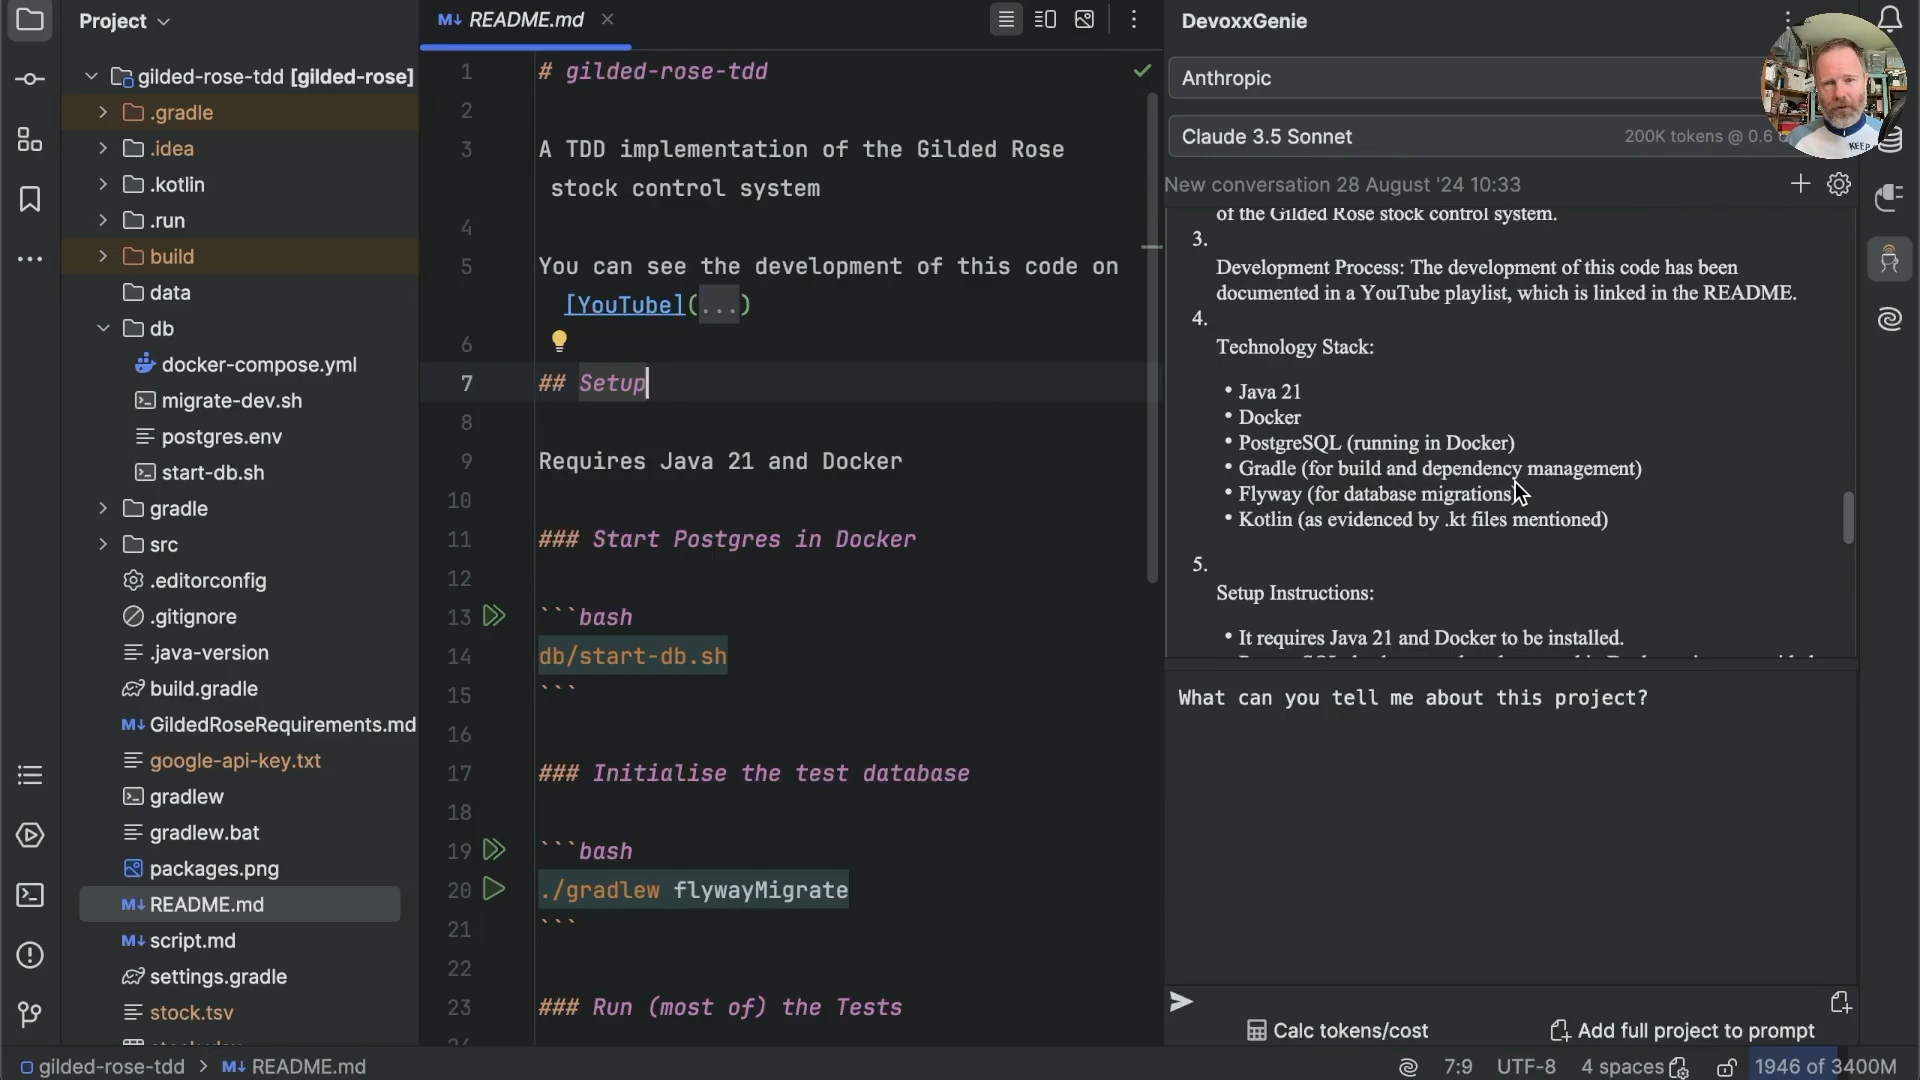 Project
gilded-rose-tdd [gilded-rose]
.gradle
.idea
.kotlin
.run
build
data
db
docker-compose.yml
migrate-dev.sh
postgres.env
start-db.sh
gradle
src
.editorconfig
.gitignore
.java-version
build.gradle
GildedRoseRequirements.md
google-api-key.txt
gradlew
gradlew.bat
packages.png
README.md
script.md
settings.gradle
stock.tsv
README.md
1 # gilded-rose-tdd
2
3 A TDD implementation of the Gilded Rose
stock control system
4
5 You can see the development of this code on
[YouTube](...)
6
7 ## Setup
8
9 Requires Java 21 and Docker
10
11 ### Start Postgres in Docker
12
13 ```bash
14 db/start-db.sh
15 ```
16
17 ### Initialise the test database
18
19 ```bash
20 ./gradlew flywayMigrate
21 ```
22
23 ### Run (most of) the Tests
DevoxxGenie
Anthropic
Claude 3.5 Sonnet 200K tokens @ 0.6
KEEP
New conversation 28 August '24 10:33
of the Gilded Rose stock control system.
3.
Development Process: The development of this code has been
documented in a YouTube playlist, which is linked in the README.
4.
Technology Stack:
• Java 21
• Docker
• PostgreSQL (running in Docker)
• Gradle (for build and dependency management)
• Flyway (for database migrations)
• Kotlin (as evidenced by .kt files mentioned)
5.
Setup Instructions:
• It requires Java 21 and Docker to be installed.
What can you tell me about this project?
Calc tokens/cost Add full project to prompt
gilded-rose-tdd > README.md 7:9 UTF-8 4 spaces 1946 of 3400M